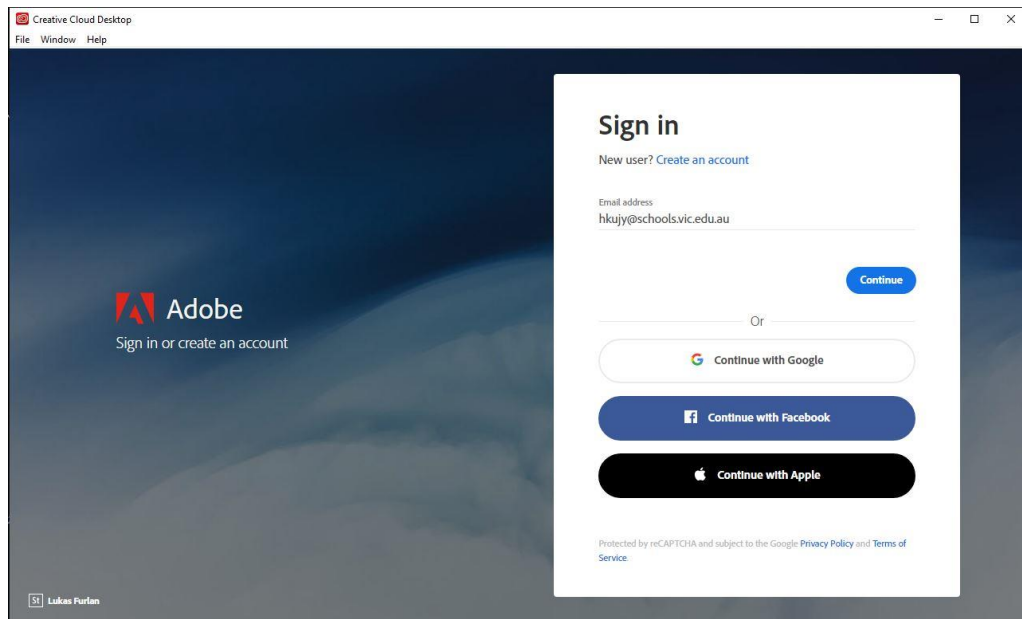 Creative Cloud Desktop
File Window Help
Sign in
New user? Create an account
Email address
hkujy@schools.vic.edu.au
Continue
Or
Continue with Google
Continue with Facebook
Continue with Apple
Protected by reCAPTCHA and subject to the Google Privacy Policy and Terms of
Service.
Adobe
Sign in or create an account
St Lukas Furlan